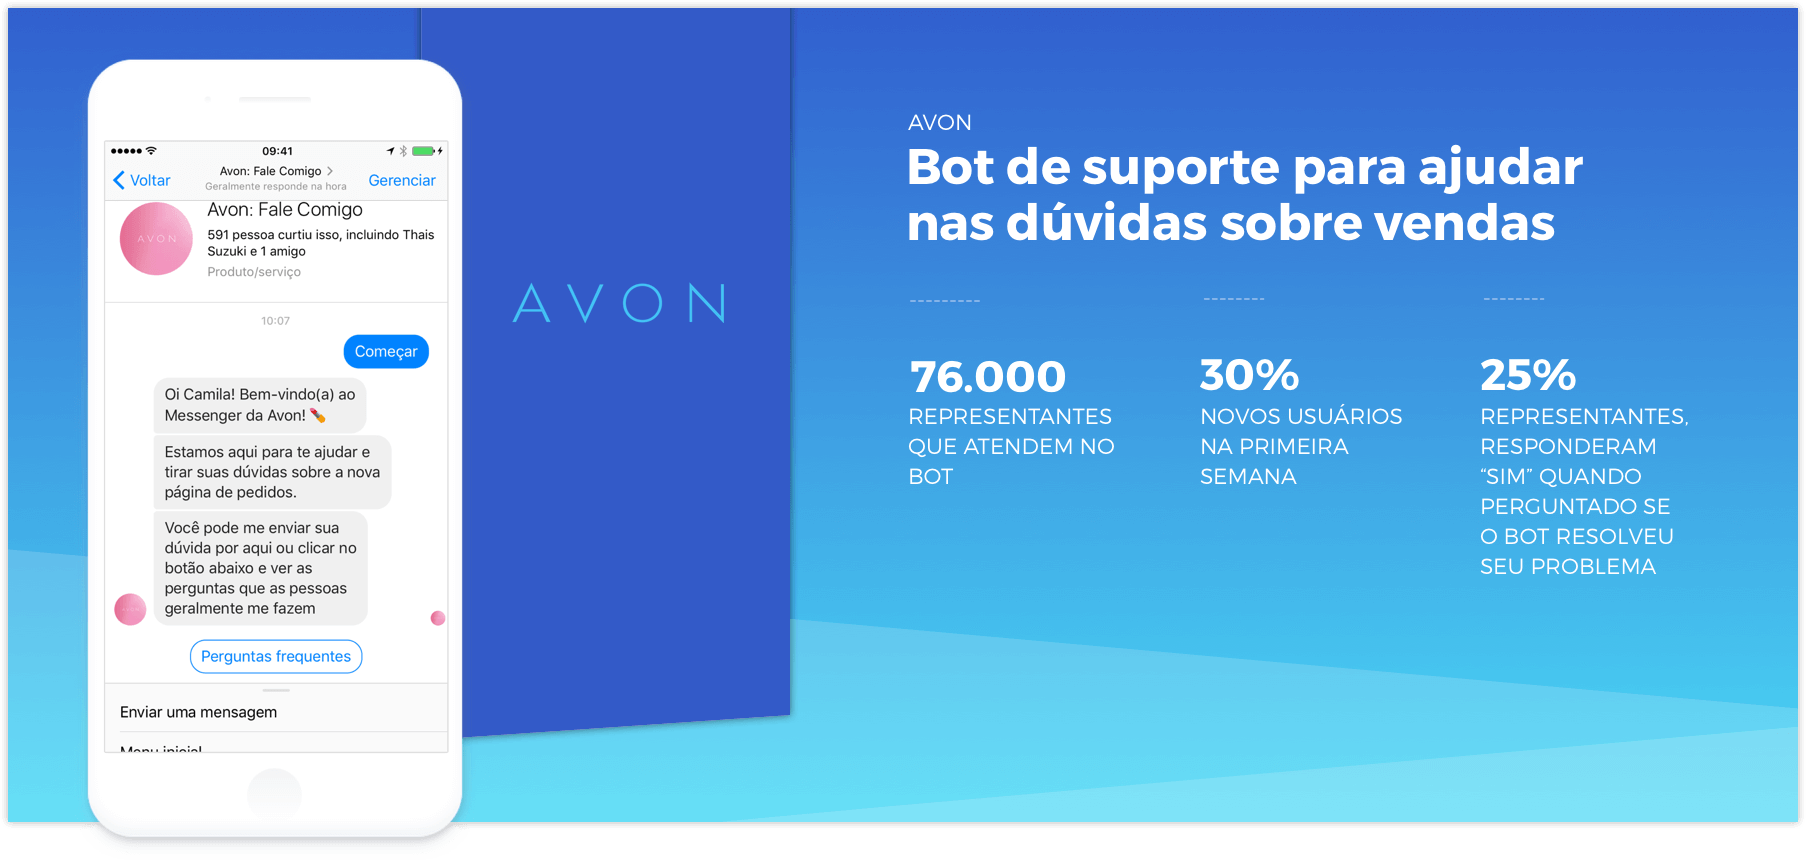 09:41
Voltar
Avon: Fale Comigo
Geralmente responde na hora
Gerenciar
AVON
Avon: Fale Comigo
591 pessoa curtiu isso, incluindo Thais
Suzuki e 1 amigo
Produto/serviço
10:07
Começar
Oi Camila! Bem-vindo(a) ao
Messenger da Avon! 💄
Estamos aqui para te ajudar e
tirar suas dúvidas sobre a nova
página de pedidos.
Você pode me enviar sua
dúvida por aqui ou clicar no
botão abaixo e ver as
perguntas que as pessoas
geralmente me fazem
Perguntas frequentes
Enviar uma mensagem
Menu inicial
AVON
AVON
Bot de suporte para ajudar
nas dúvidas sobre vendas
76.000
REPRESENTANTES
QUE ATENDEM NO
BOT
30%
NOVOS USUÁRIOS
NA PRIMEIRA
SEMANA
25%
REPRESENTANTES,
RESPONDERAM
“SIM” QUANDO
PERGUNTADO SE
O BOT RESOLVEU
SEU PROBLEMA